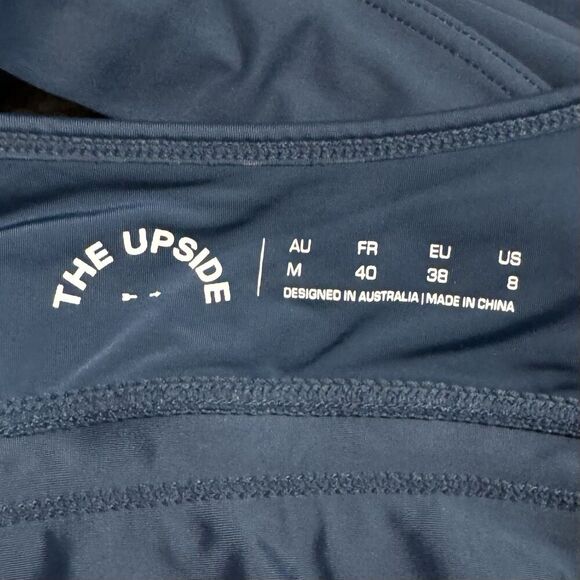 THE UPSIDE
AU FR EU US
M 40 38 8
DESIGNED IN AUSTRALIA | MADE IN CHINA